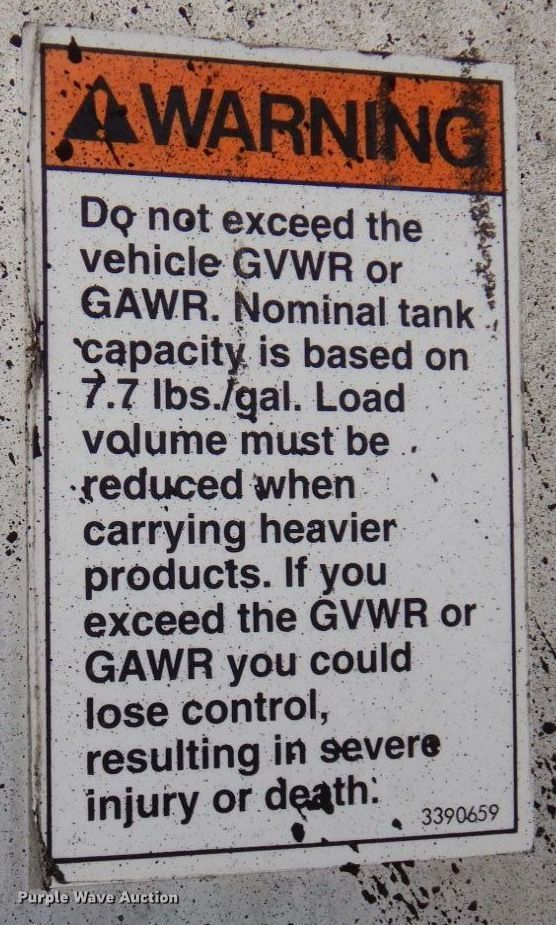 WARNING
Do not exceed the
vehicle GVWR or
GAWR. Nominal tank
capacity is based on
7.7 lbs./gal. Load
volume must be
reduced when
carrying heavier
products. If you
exceed the GVWR or
GAWR you could
lose control,
resulting in severe
injury or death.
3390659
Purple Wave Auction